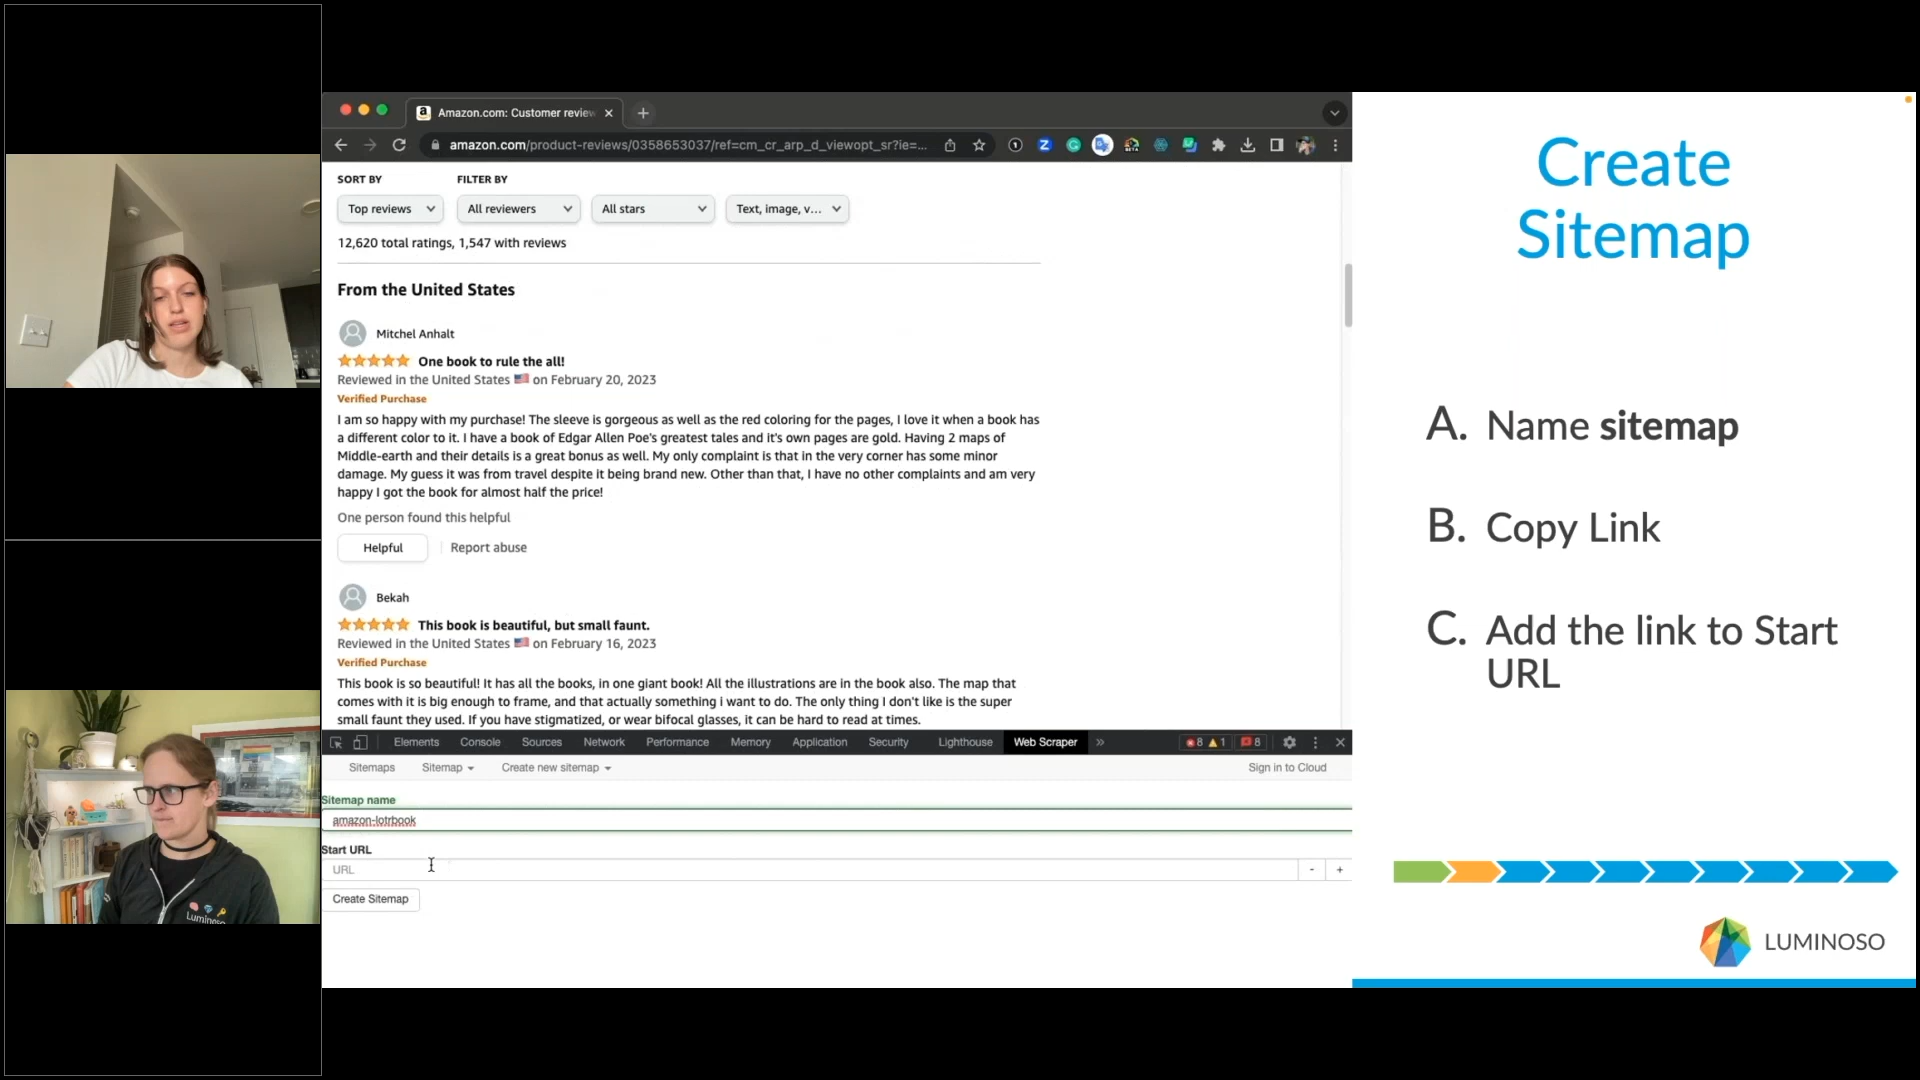 Amazon.com: Customer review
amazon.com/product-reviews/0358653037/ref=cm_cr_arp_d_viewopt_sr?ie=...
SORT BY
FILTER BY
Top reviews
All reviewers
All stars
Text, image, v...
12,620 total ratings, 1,547 with reviews
From the United States
Mitchel Anhalt
One book to rule the all!
Reviewed in the United States on February 20, 2023
Verified Purchase
I am so happy with my purchase! The sleeve is gorgeous as well as the red coloring for the pages, I love it when a book has
a different color to it. I have a book of Edgar Allen Poe's greatest tales and it's own pages are gold. Having 2 maps of
Middle-earth and their details is a great bonus as well. My only complaint is that in the very corner has some minor
damage. My guess it was from travel despite it being brand new. Other than that, I have no other complaints and am very
happy I got the book for almost half the price!
One person found this helpful
Helpful
Report abuse
Bekah
This book is beautiful, but small faunt.
Reviewed in the United States on February 16, 2023
Verified Purchase
This book is so beautiful! It has all the books, in one giant book! All the illustrations are in the book also. The map that
comes with it is big enough to frame, and that actually something i want to do. The only thing I don't like is the super
small faunt they used. If you have stigmatized, or wear bifocal glasses, it can be hard to read at times.
Elements Console Sources Network Performance Memory Application Security Lighthouse Web Scraper » 8 1 8
Sitemaps Sitemap Create new sitemap Sign in to Cloud
Sitemap name
amazon-lotrbook
Start URL
URL - +
Create Sitemap
Create
Sitemap
A. Name sitemap
B. Copy Link
C. Add the link to Start
URL
LUMINOSO
Luminoso